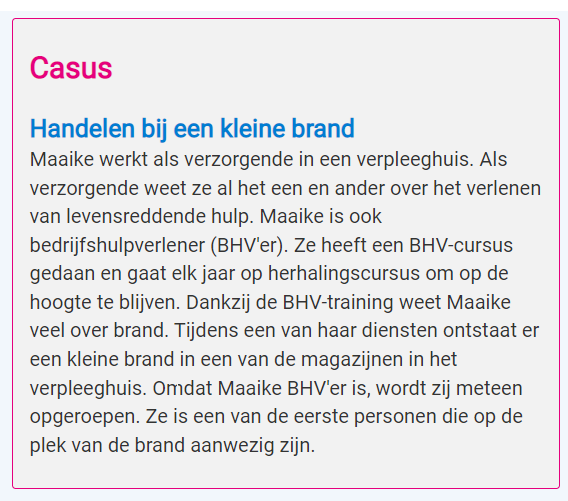 Casus
Handelen bij een kleine brand
Maaike werkt als verzorgende in een verpleeghuis. Als
verzorgende weet ze al het een en ander over het verlenen
van levensreddende hulp. Maaike is ook
bedrijfshulpverlener (BHV'er). Ze heeft een BHV-cursus
gedaan en gaat elk jaar op herhalingscursus om op de
hoogte te blijven. Dankzij de BHV-training weet Maaike
veel over brand. Tijdens een van haar diensten ontstaat er
een kleine brand in een van de magazijnen in het
verpleeghuis. Omdat Maaike BHV'er is, wordt zij meteen
opgeroepen. Ze is een van de eerste personen die op de
plek van de brand aanwezig zijn.